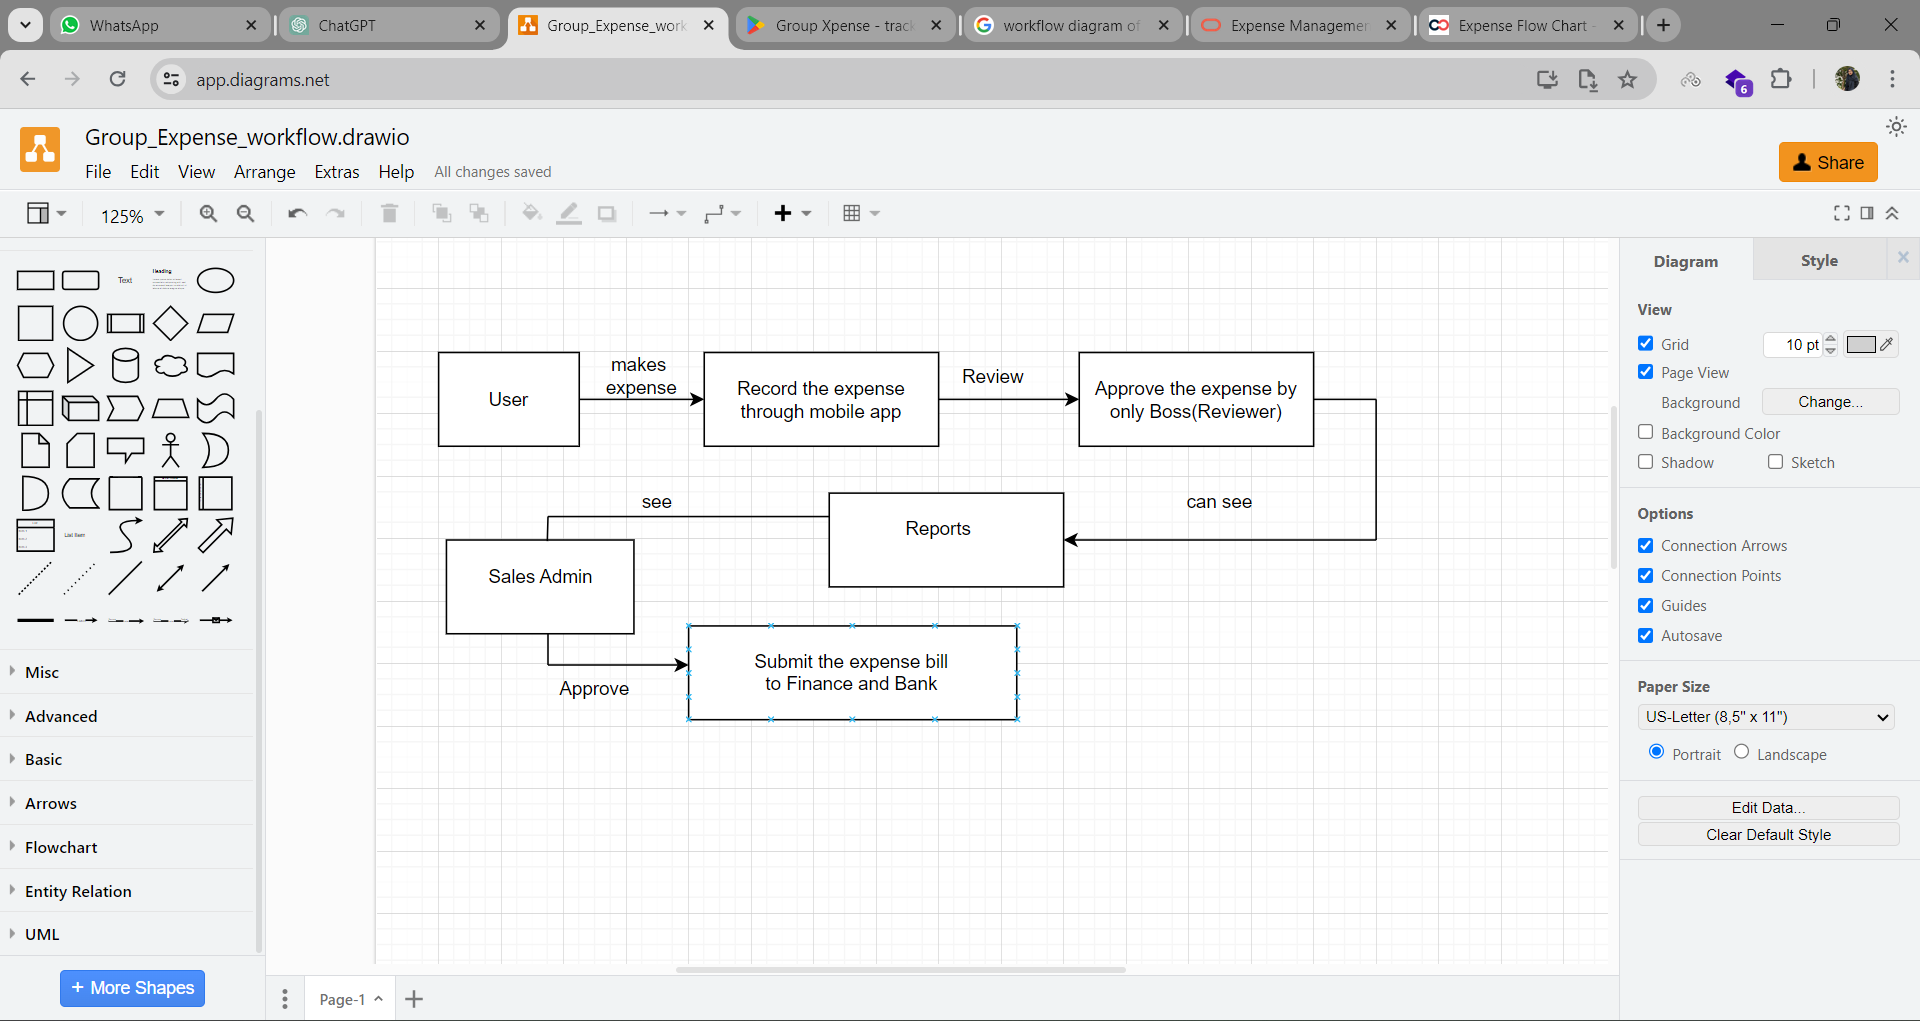 WhatsApp
ChatGPT
Group_Expense_work
Group Xpense - track
workflow diagram of
Expense Managemen
Expense Flow Chart -
app.diagrams.net
6
Group_Expense_workflow.drawio
File Edit View Arrange Extras Help All changes saved
Share
125%
Text
Heading
List Item
Misc
Advanced
Basic
Arrows
Flowchart
Entity Relation
UML
+ More Shapes
User
makes
expense
Record the expense
through mobile app
Review
Approve the expense by
only Boss(Reviewer)
see
Reports
can see
Sales Admin
Approve
Submit the expense bill
to Finance and Bank
Page-1
Diagram
Style
View
Grid
10 pt
Page View
Background
Change...
Background Color
Shadow
Sketch
Options
Connection Arrows
Connection Points
Guides
Autosave
Paper Size
US-Letter (8,5" x 11")
Portrait
Landscape
Edit Data...
Clear Default Style